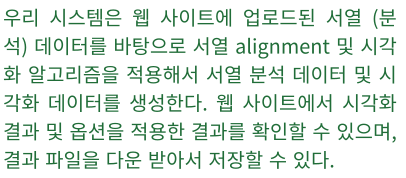 우리 시스템은 웹 사이트에 업로드된 서열 (분
석) 데이터를 바탕으로 서열 alignment 및 시각
화 알고리즘을 적용해서 서열 분석 데이터 및 시
각화 데이터를 생성한다. 웹 사이트에서 시각화
결과 및 옵션을 적용한 결과를 확인할 수 있으며,
결과 파일을 다운 받아서 저장할 수 있다.